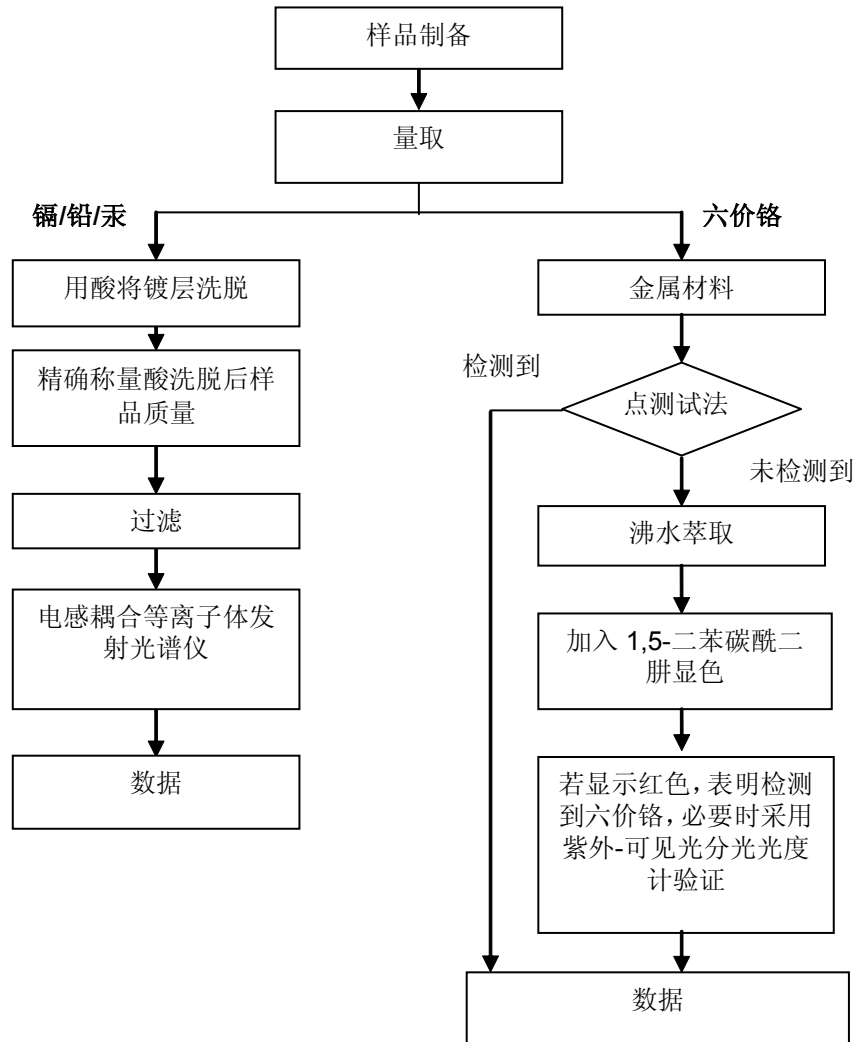 样品制备
量取
镉/铅/汞
用酸将镀层洗脱
精确称量酸洗脱后样
品质量
过滤
电感耦合等离子体发
射光谱仪
数据
六价铬
金属材料
检测到
点测试法
未检测到
沸水萃取
加入 1,5-二苯碳酰二
肼显色
若显示红色，表明检测
到六价铬，必要时采用
紫外-可见光分光光度
计验证
数据